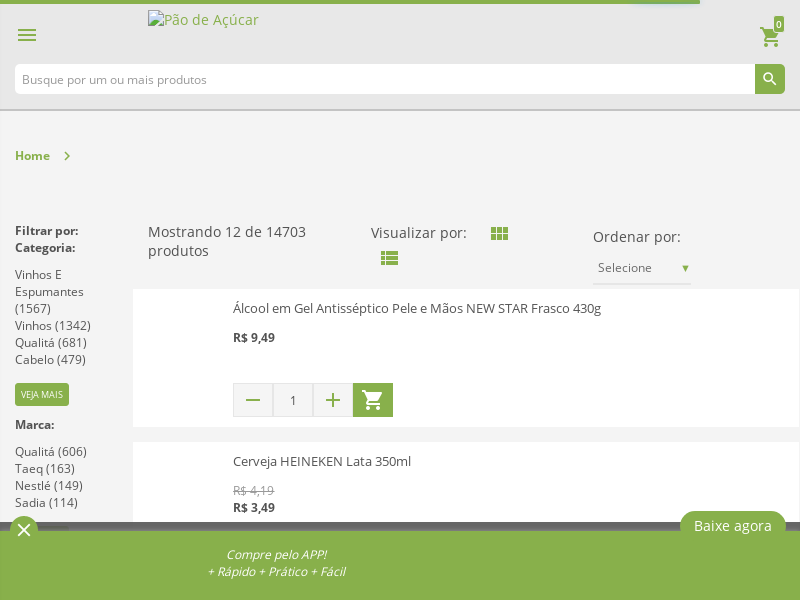 Pão de Açúcar
0
Busque por um ou mais produtos
Home
Filtrar por:
Categoria:
Vinhos E
Espumantes
(1567)
Vinhos (1342)
Qualitá (681)
Cabelo (479)
VEJA MAIS
Marca:
Qualitá (606)
Taeq (163)
Nestlé (149)
Sadia (114)
Mostrando 12 de 14703
produtos
Visualizar por:
Ordenar por:
Selecione
Álcool em Gel Antisséptico Pele e Mãos NEW STAR Frasco 430g
R$ 9,49
1
Cerveja HEINEKEN Lata 350ml
R$ 4,19
R$ 3,49
Baixe agora
Compre pelo APP!
+ Rápido + Prático + Fácil